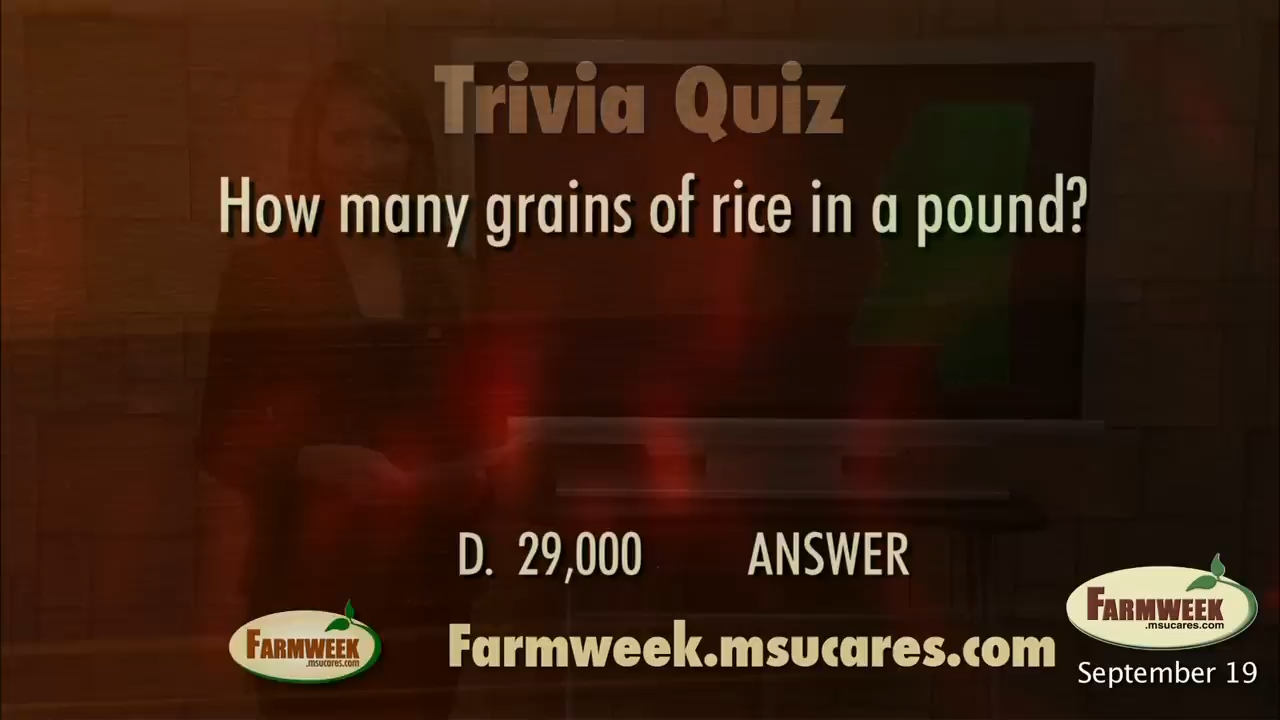 Trivia Quiz
How many grains of rice in a pound?
D. 29,000 ANSWER
FARMWEEK
.msucares.com
Farmweek.msucares.com
FARMWEEK
.msucares.com
September 19